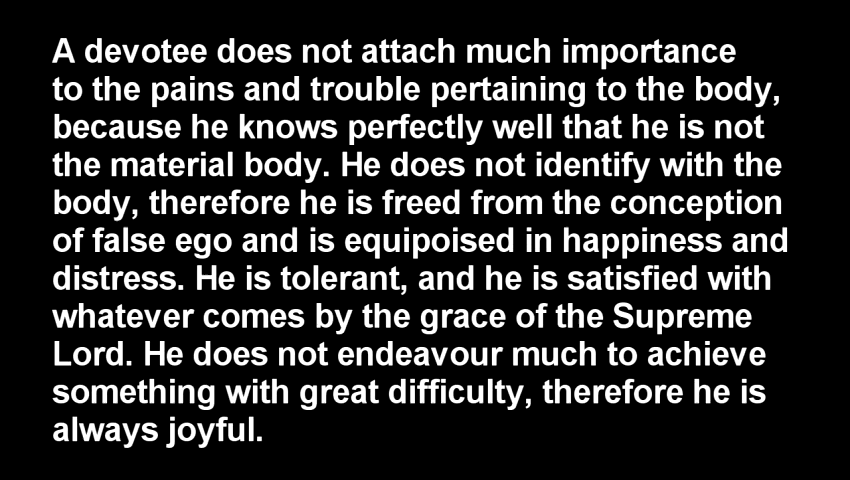 A devotee does not attach much importance
to the pains and trouble pertaining to the body,
because he knows perfectly well that he is not
the material body. He does not identify with the
body, therefore he is freed from the conception
of false ego and is equipoised in happiness and
distress. He is tolerant, and he is satisfied with
whatever comes by the grace of the Supreme
Lord. He does not endeavour much to achieve
something with great difficulty, therefore he is
always joyful.